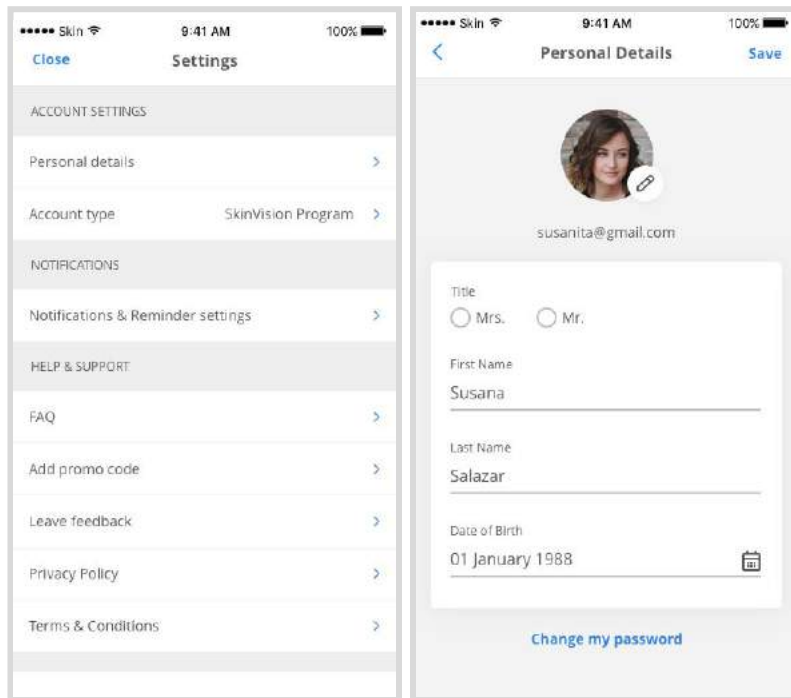 Skin 9:41 AM 100%
Close Settings
ACCOUNT SETTINGS
Personal details
Account type SkinVision Program
NOTIFICATIONS
Notifications & Reminder settings
HELP & SUPPORT
FAQ
Add promo code
Leave feedback
Privacy Policy
Terms & Conditions
Skin 9:41 AM 100%
Personal Details Save
susanita@gmail.com
Title
Mrs. Mr.
First Name
Susana
Last Name
Salazar
Date of Birth
01 January 1988
Change my password